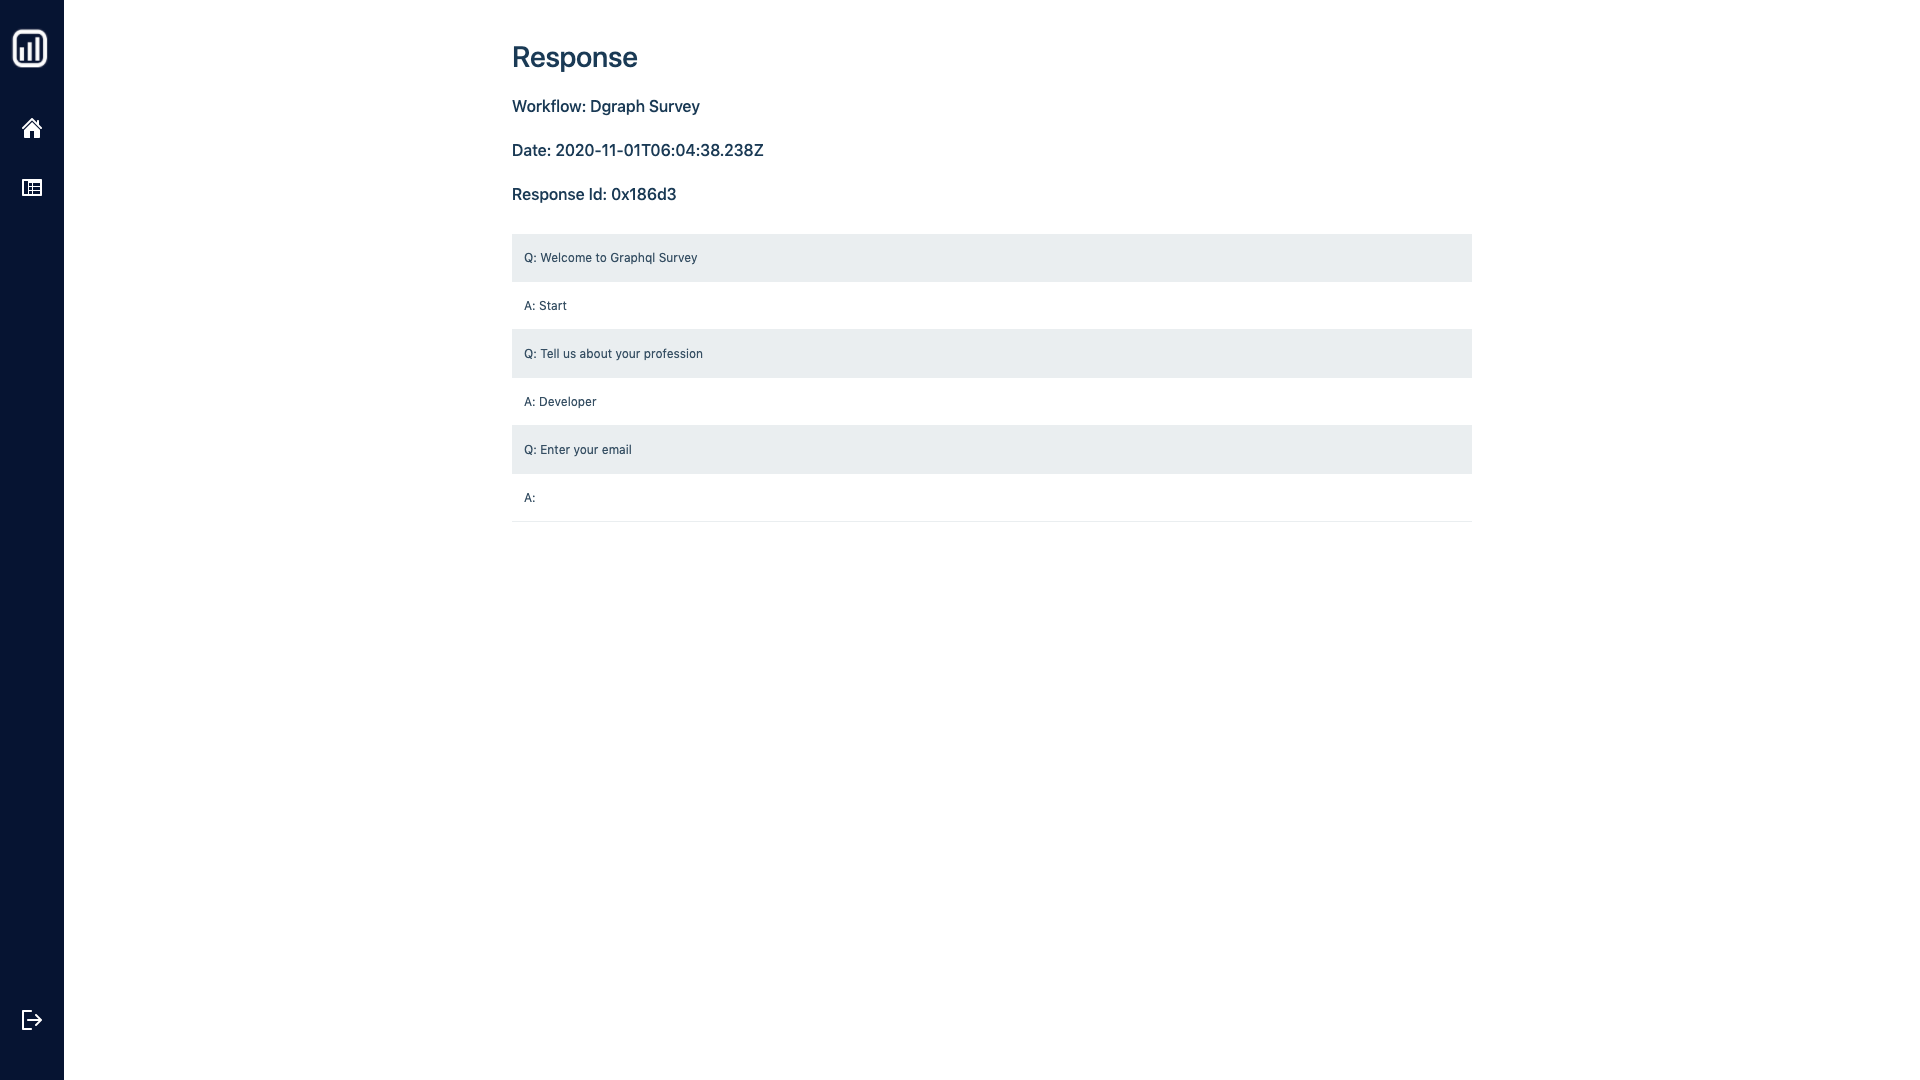 Response
Workflow: Dgraph Survey
Date: 2020-11-01T06:04:38.238Z
Response Id: 0x186d3
Q: Welcome to Graphql Survey
A: Start
Q: Tell us about your profession
A: Developer
Q: Enter your email
A: